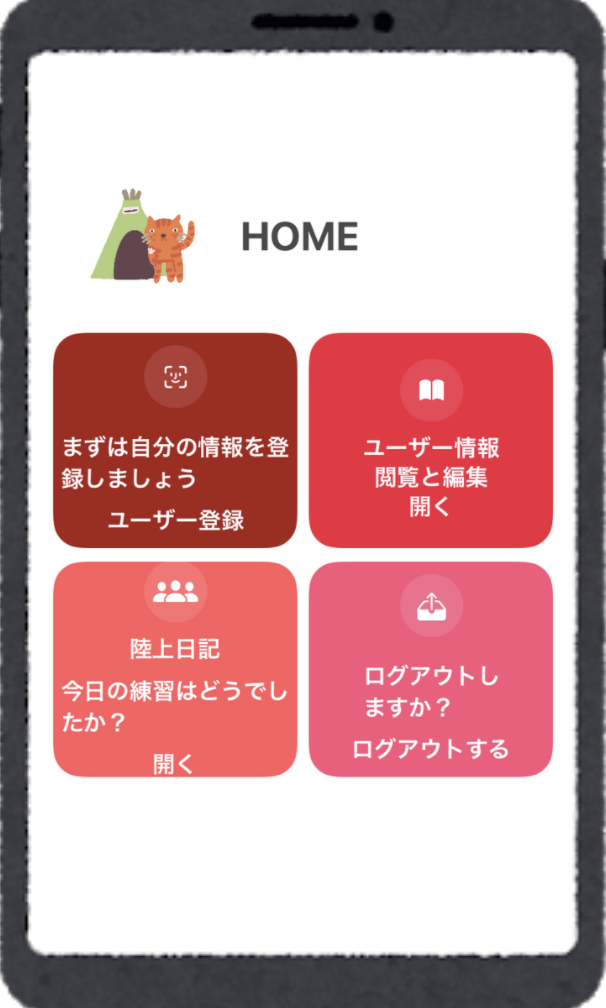 HOME
まずは自分の情報を登
録しましょう
ユーザー登録
ユーザー情報
閲覧と編集
開く
陸上日記
今日の練習はどうでし
たか？
開く
ログアウトし
ますか？
ログアウトする